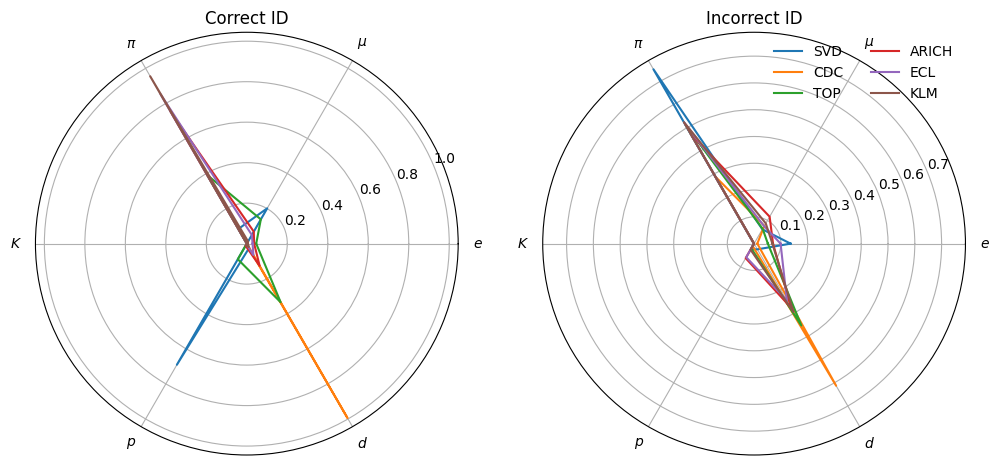 Correct ID
π
μ
K
e
p
d
0.2
0.4
0.6
0.8
1.0
Incorrect ID
π
μ
K
e
p
d
0.1
0.2
0.3
0.4
0.5
0.6
0.7
SVD
CDC
TOP
ARICH
ECL
KLM